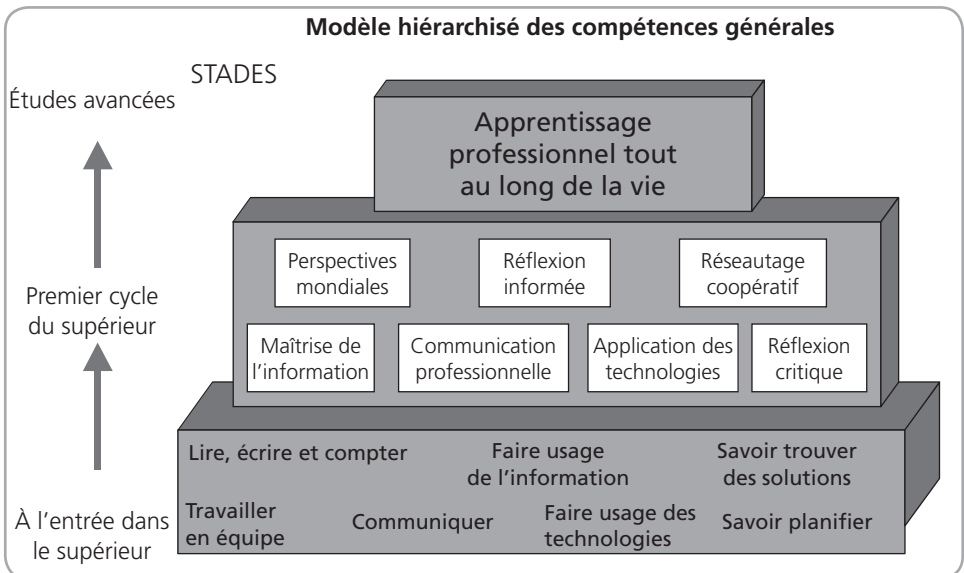 Modèle hiérarchisé des compétences générales
STADES
Études avancées
Apprentissage
professionnel tout
au long de la vie
Premier cycle
du supérieur
Perspectives
mondiales
Réflexion
informée
Réseautage
coopératif
Maîtrise de
l'information
Communication
professionnelle
Application des
technologies
Réflexion
critique
À l'entrée dans
le supérieur
Lire, écrire et compter
Faire usage
de l'information
Savoir trouver
des solutions
Travailler
en équipe
Communiquer
Faire usage des
technologies
Savoir planifier